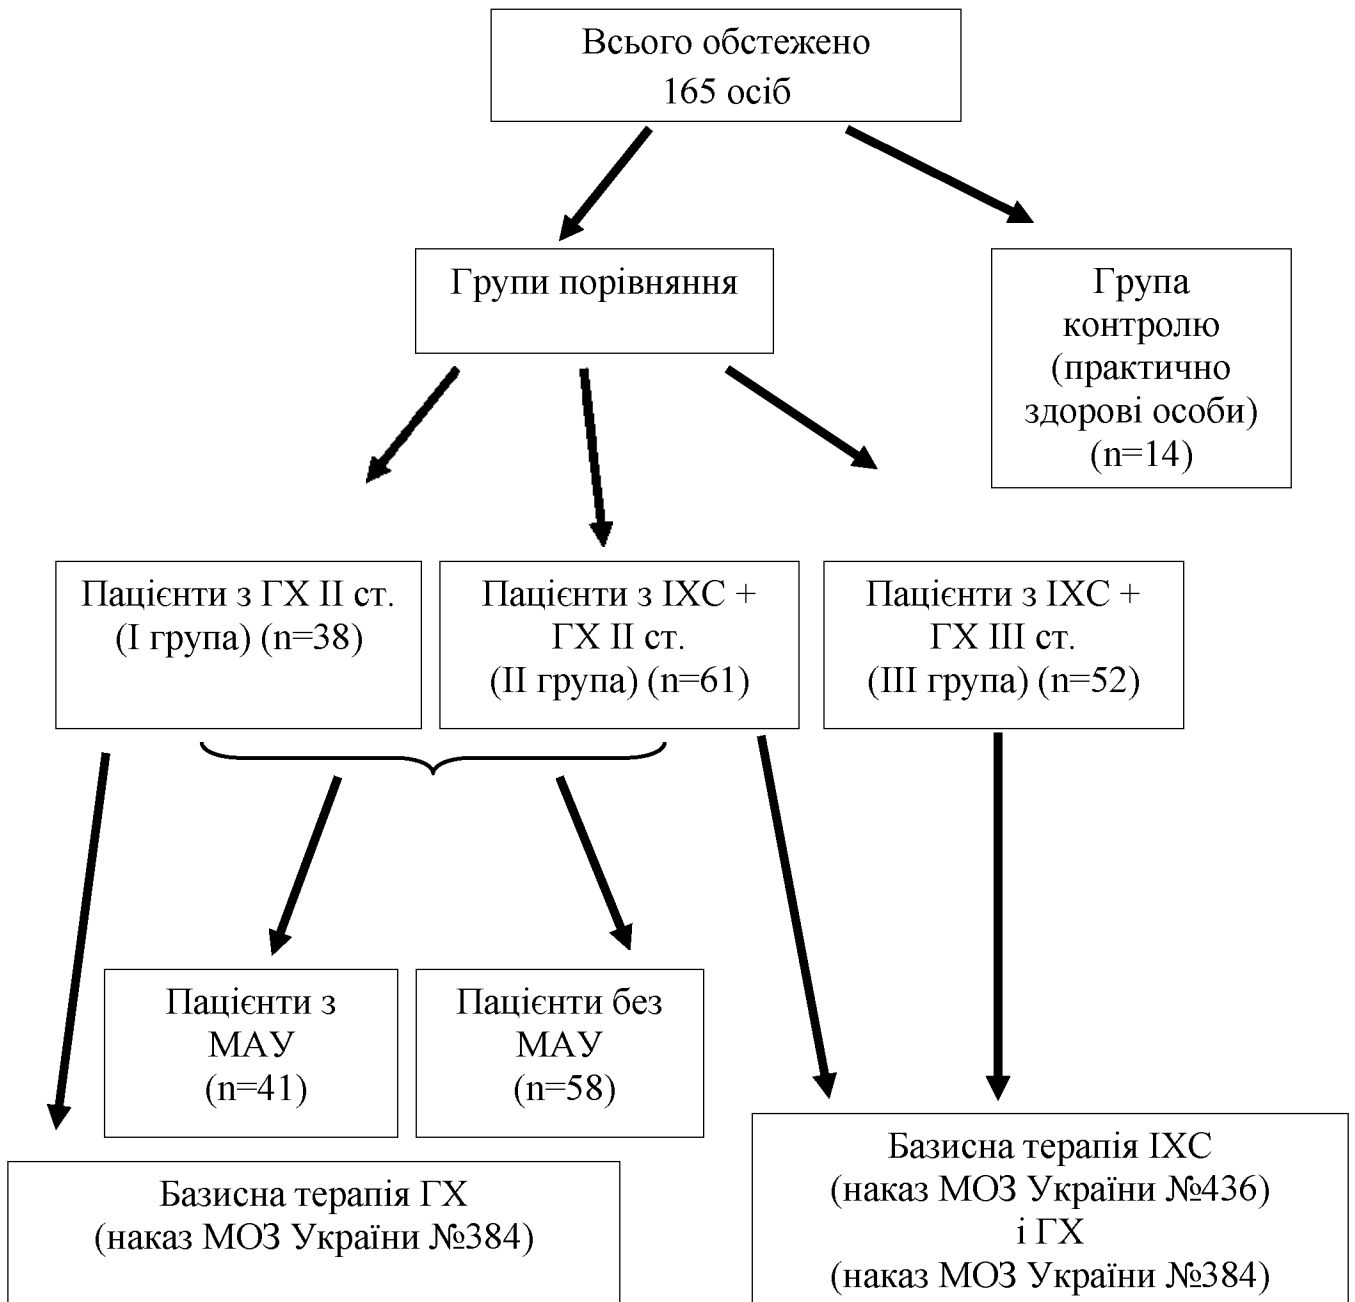 Всього обстежено
165 осіб
Групи порівняння
Група
контролю
(практично
здорові особи)
(n=14)
Пацієнти з ГХ ІІ ст.
(І група) (n=38)
Пацієнти з ІХС +
ГХ ІІ ст.
(ІІ група) (n=61)
Пацієнти з ІХС +
ГХ ІІІ ст.
(ІІІ група) (n=52)
Пацієнти з
МАУ
(n=41)
Пацієнти без
МАУ
(n=58)
Базисна терапія ГХ
(наказ МОЗ України №384)
Базисна терапія ІХС
(наказ МОЗ України №436)
і ГХ
(наказ МОЗ України №384)